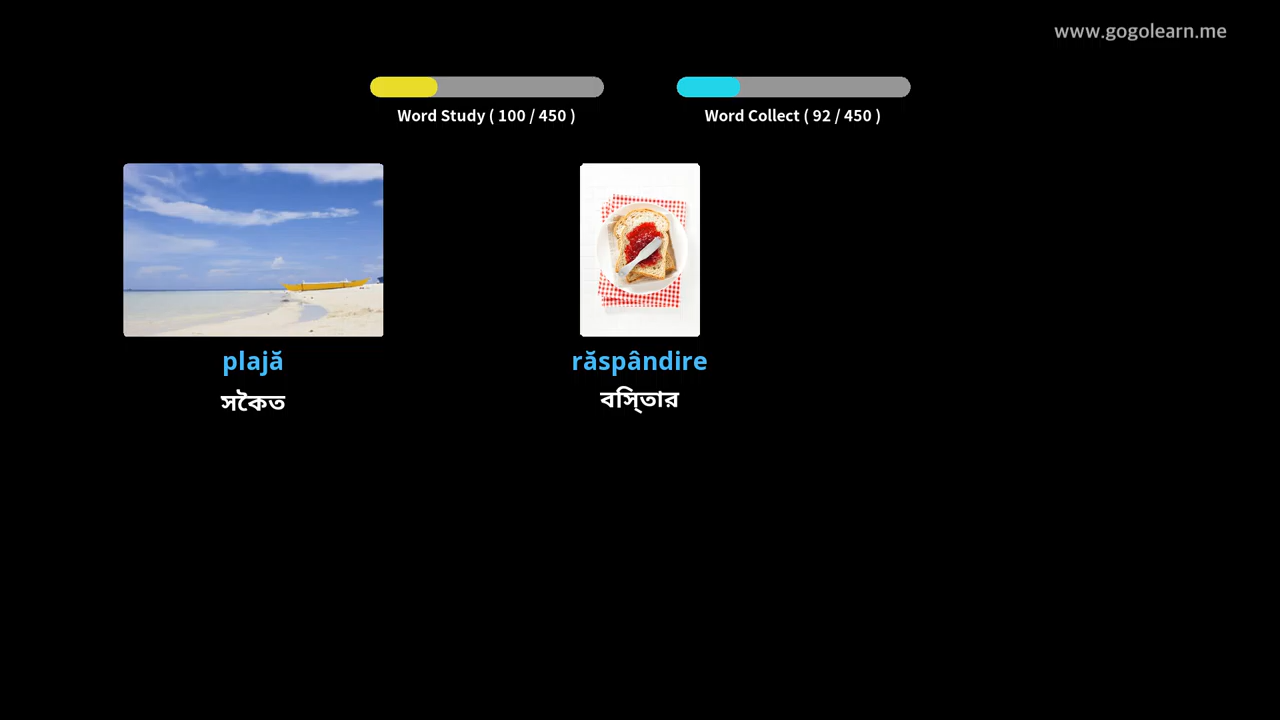 www.gogolearn.me
Word Study ( 100 / 450 )
Word Collect ( 92 / 450 )
plajă
সৈকত
răspândire
বিস্তার